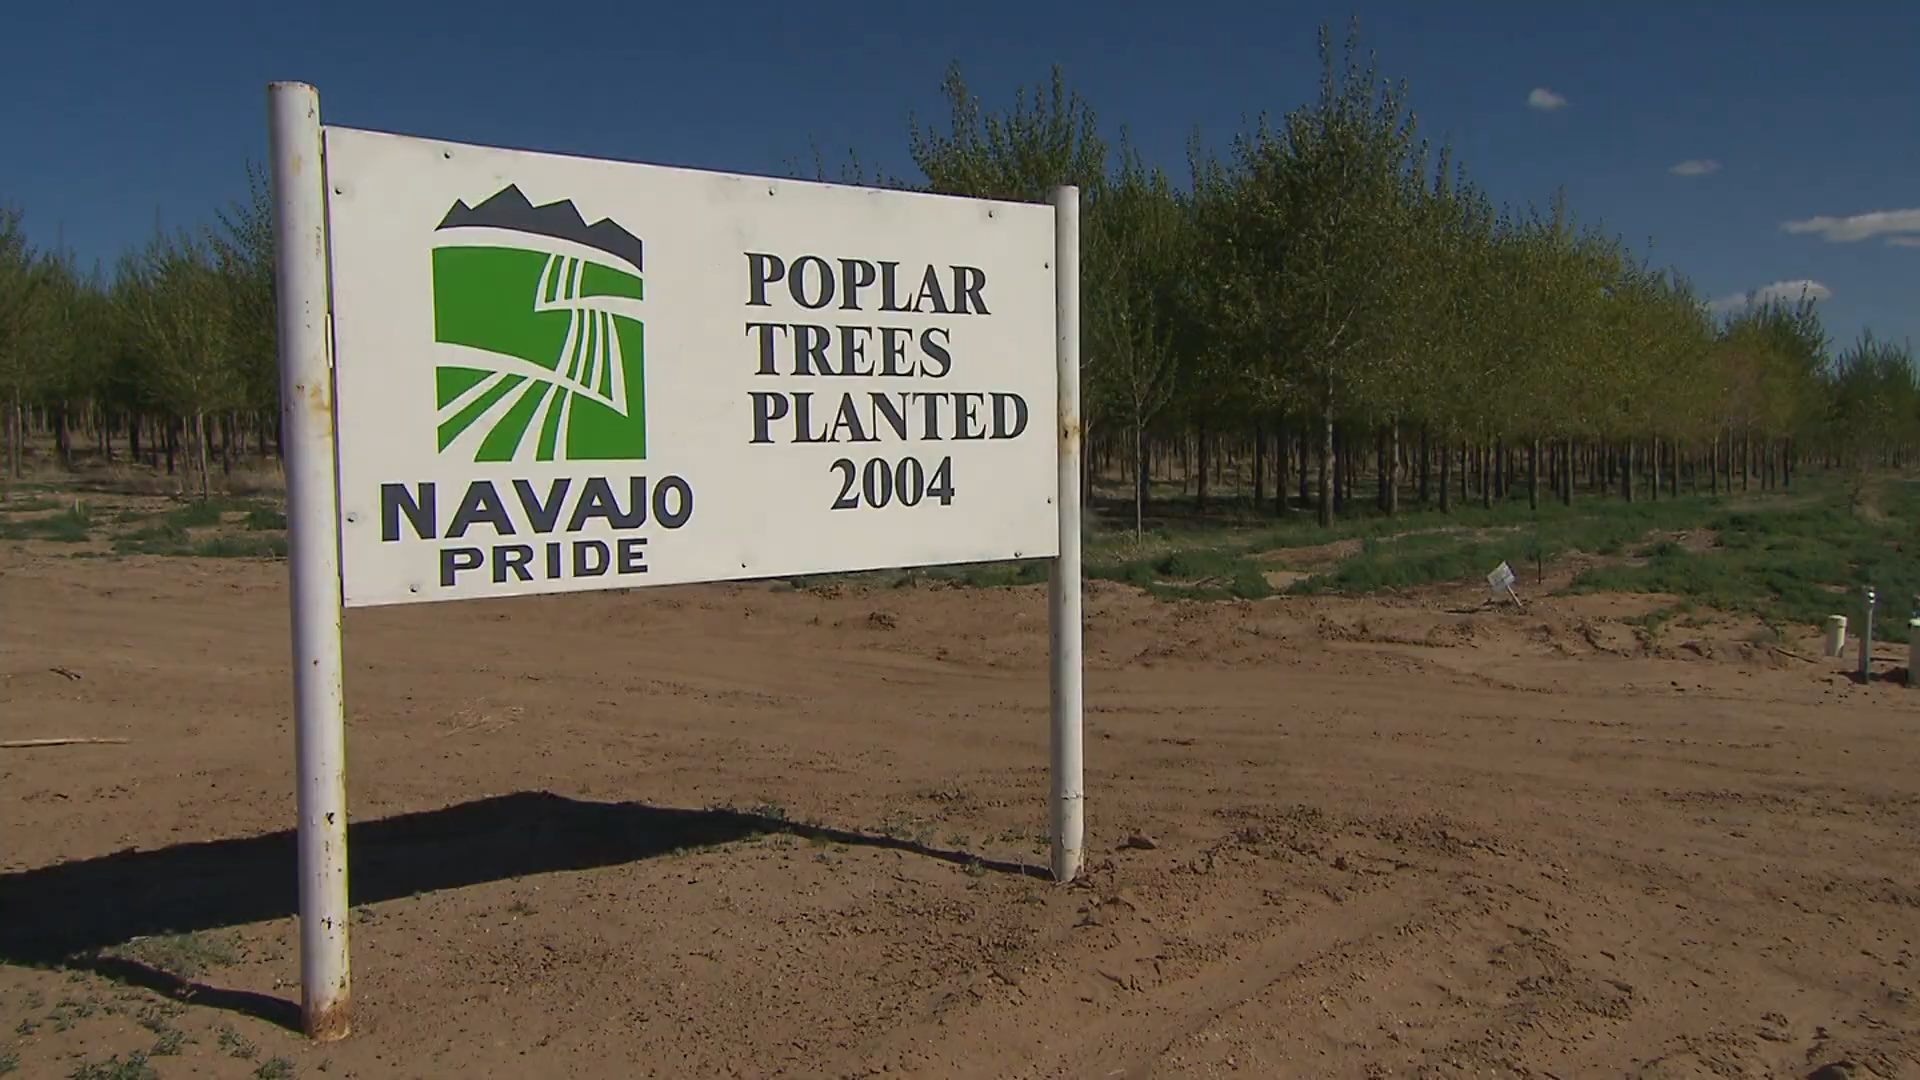 NAVAJO
PRIDE
POPLAR
TREES
PLANTED
2004